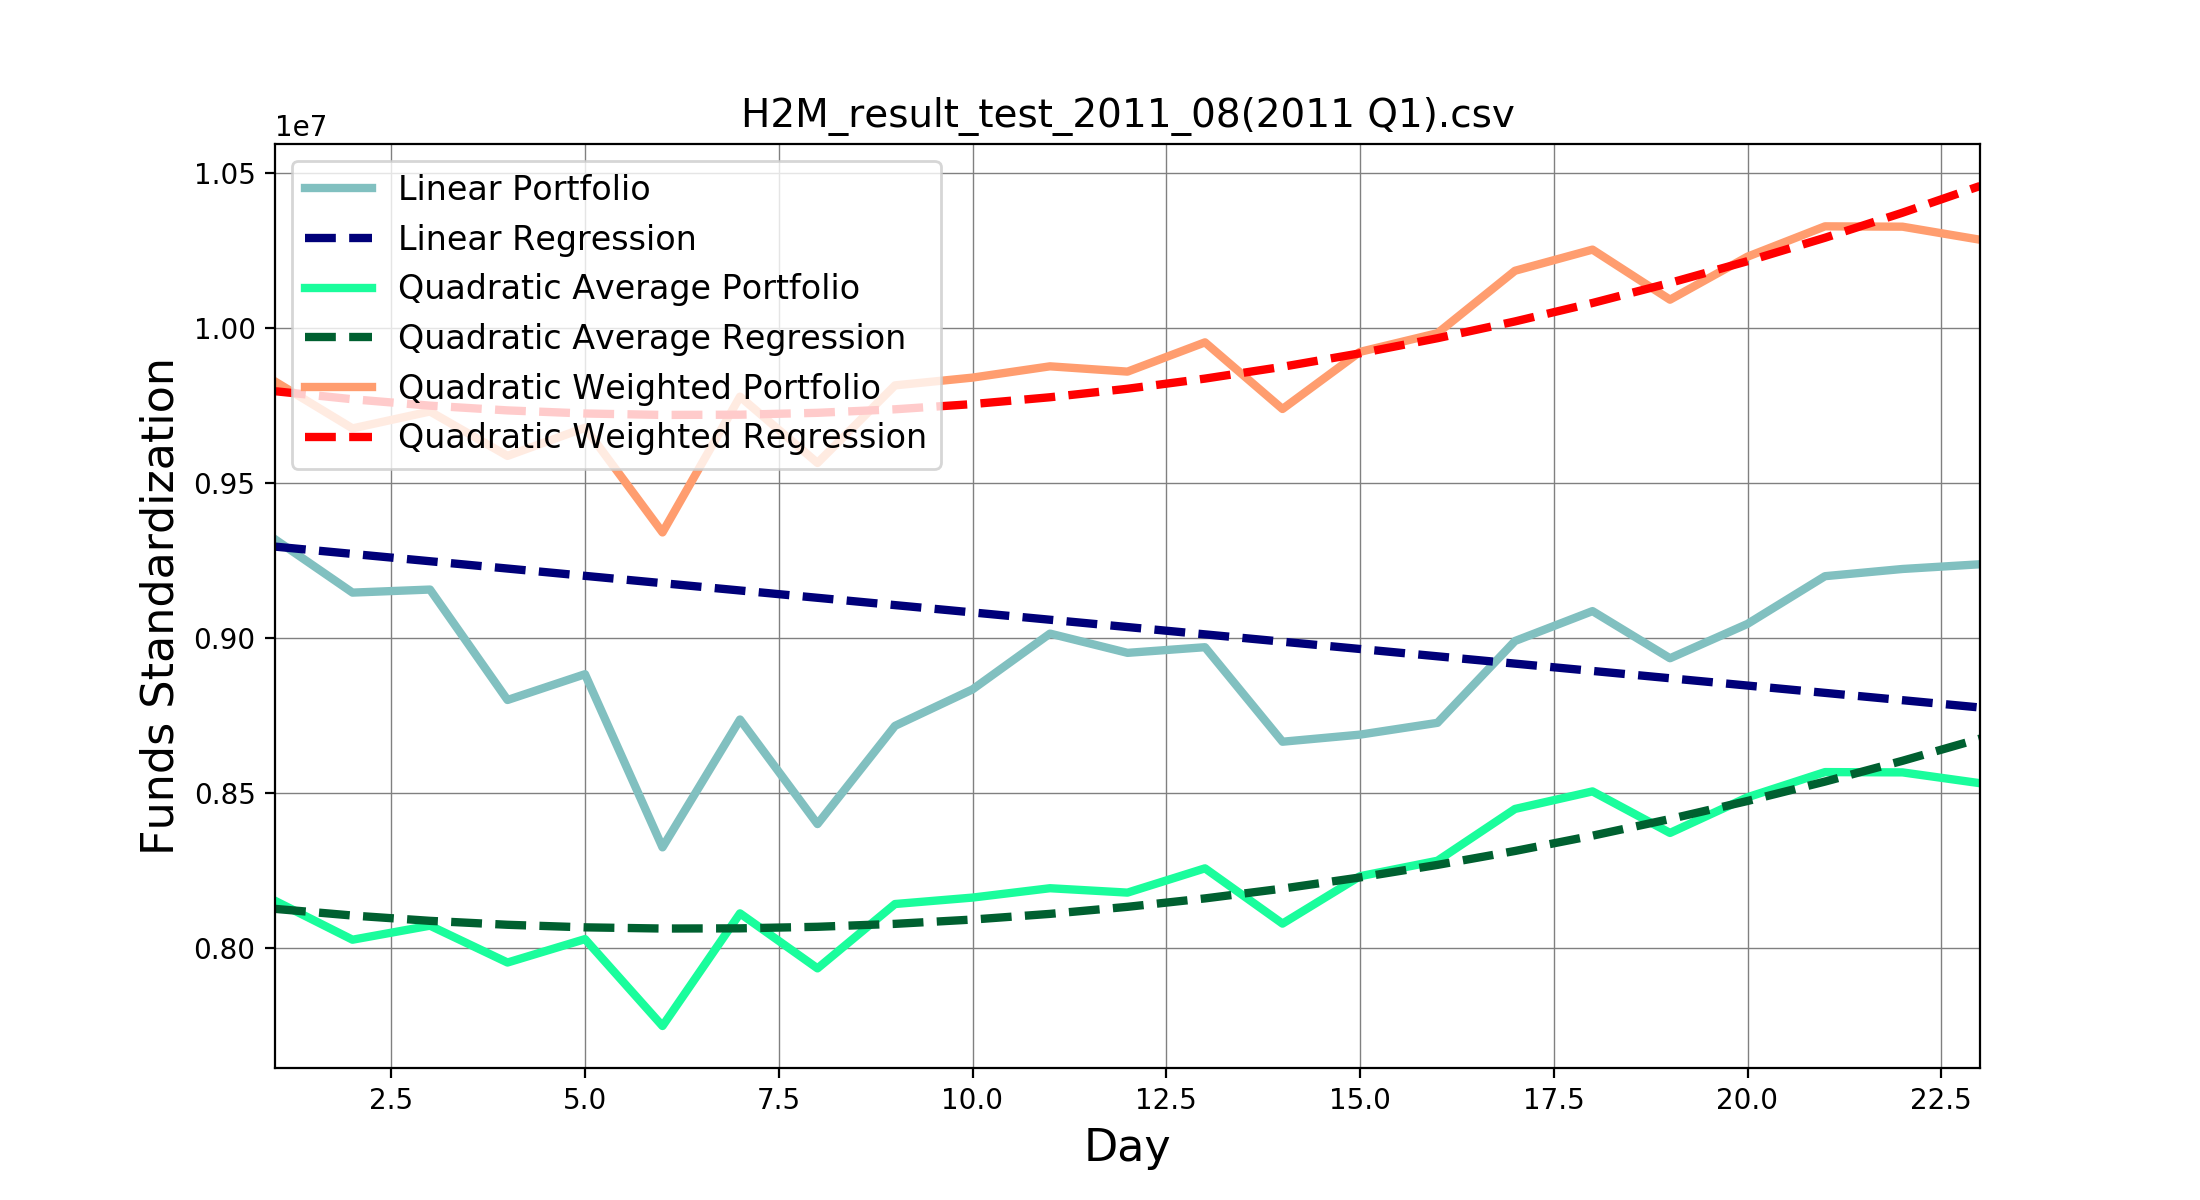 H2M_result_test_2011_08(2011 Q1).csv
1e7
1.05
1.00
0.95
0.90
0.85
0.80
Funds Standardization
Linear Portfolio
Linear Regression
Quadratic Average Portfolio
Quadratic Average Regression
Quadratic Weighted Portfolio
Quadratic Weighted Regression
2.5 5.0 7.5 10.0 12.5 15.0 17.5 20.0 22.5
Day